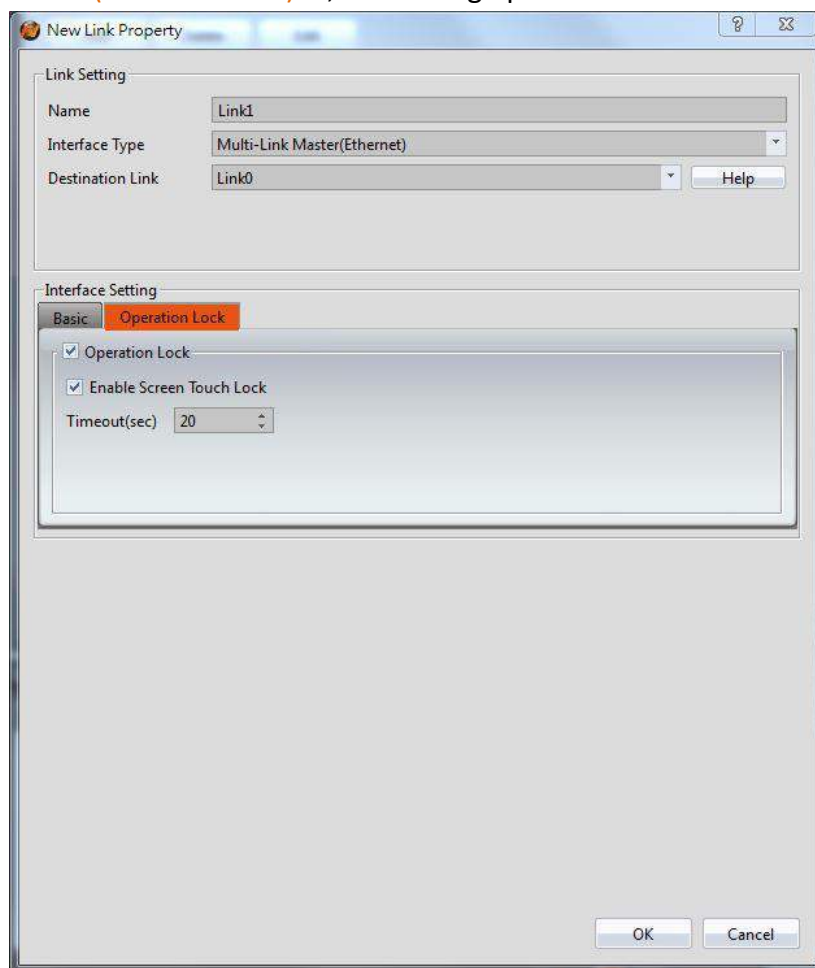 New Link Property
Link Setting
Name Link1
Interface Type Multi-Link Master(Ethernet)
Destination Link Link0 Help
Interface Setting
Basic Operation Lock
Operation Lock
Enable Screen Touch Lock
Timeout(sec) 20
OK Cancel